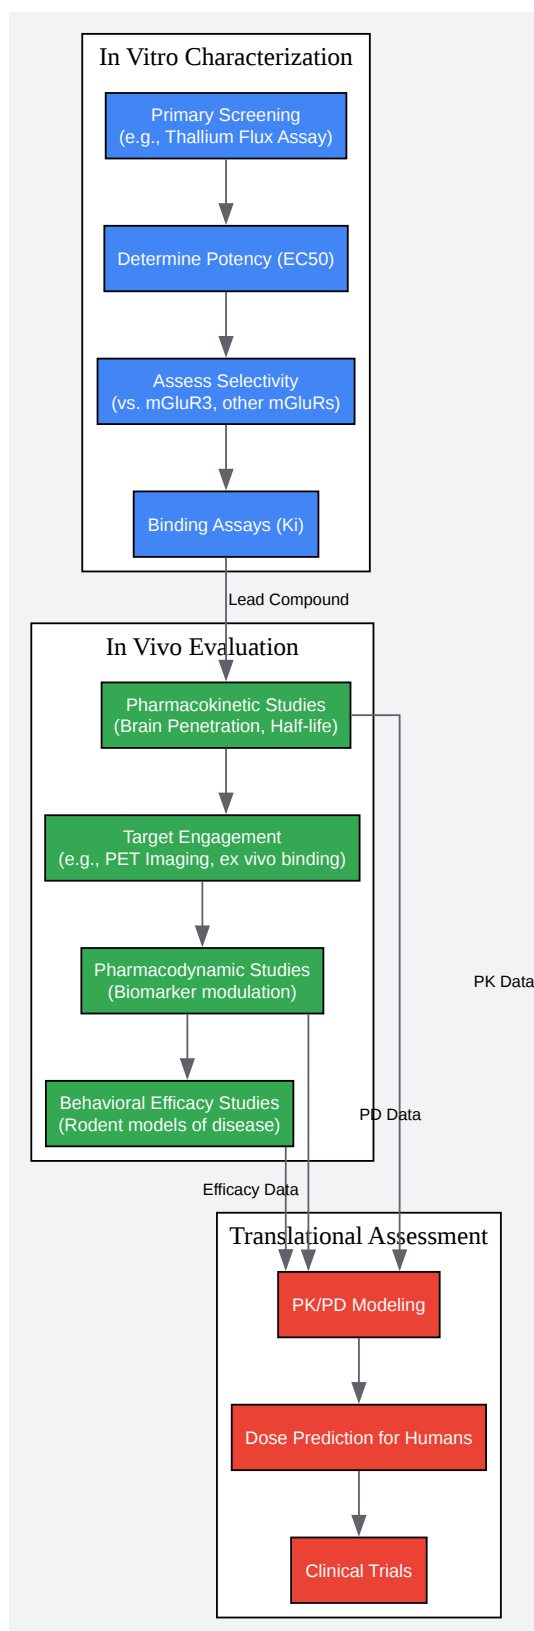 In Vitro Characterization
Primary Screening
(e.g., Thallium Flux Assay)
Determine Potency (EC50)
Assess Selectivity
(vs. mGluR3, other mGluRs)
Binding Assays (Ki)
Lead Compound
In Vivo Evaluation
Pharmacokinetic Studies
(Brain Penetration, Half-life)
Target Engagement
(e.g., PET Imaging, ex vivo binding)
Pharmacodynamic Studies
(Biomarker modulation)
PK Data
Behavioral Efficacy Studies
(Rodent models of disease)
PD Data
Efficacy Data
Translational Assessment
PK/PD Modeling
Dose Prediction for Humans
Clinical Trials